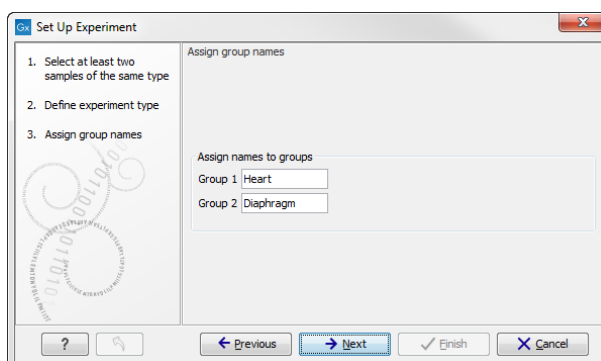 Gx Set Up Experiment
X
1. Select at least two
samples of the same type
2. Define experiment type
3. Assign group names
Assign group names
Assign names to groups
Group 1 Heart
Group 2 Diaphragm
? Previous Next Finish Cancel